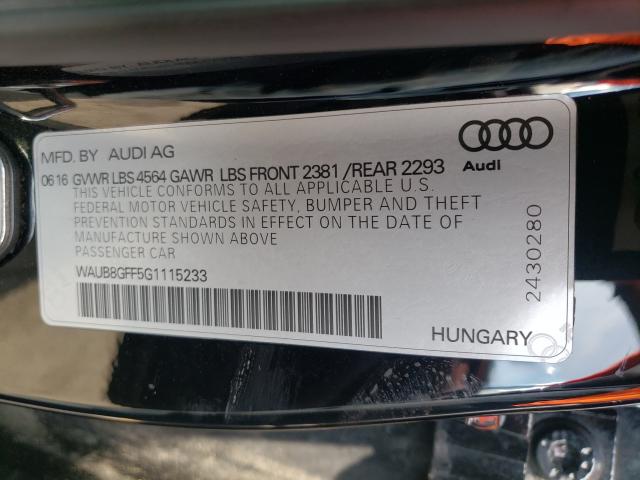 MFD. BY AUDI AG
06 16 GVWR LBS 4564 GAWR LBS FRONT 2381 /REAR 2293
THIS VEHICLE CONFORMS TO ALL APPLICABLE U.S.
FEDERAL MOTOR VEHICLE SAFETY, BUMPER AND THEFT
PREVENTION STANDARDS IN EFFECT ON THE DATE OF
MANUFACTURE SHOWN ABOVE
PASSENGER CAR
WAUB8GFF5G1115233
Audi
2430280
HUNGARY